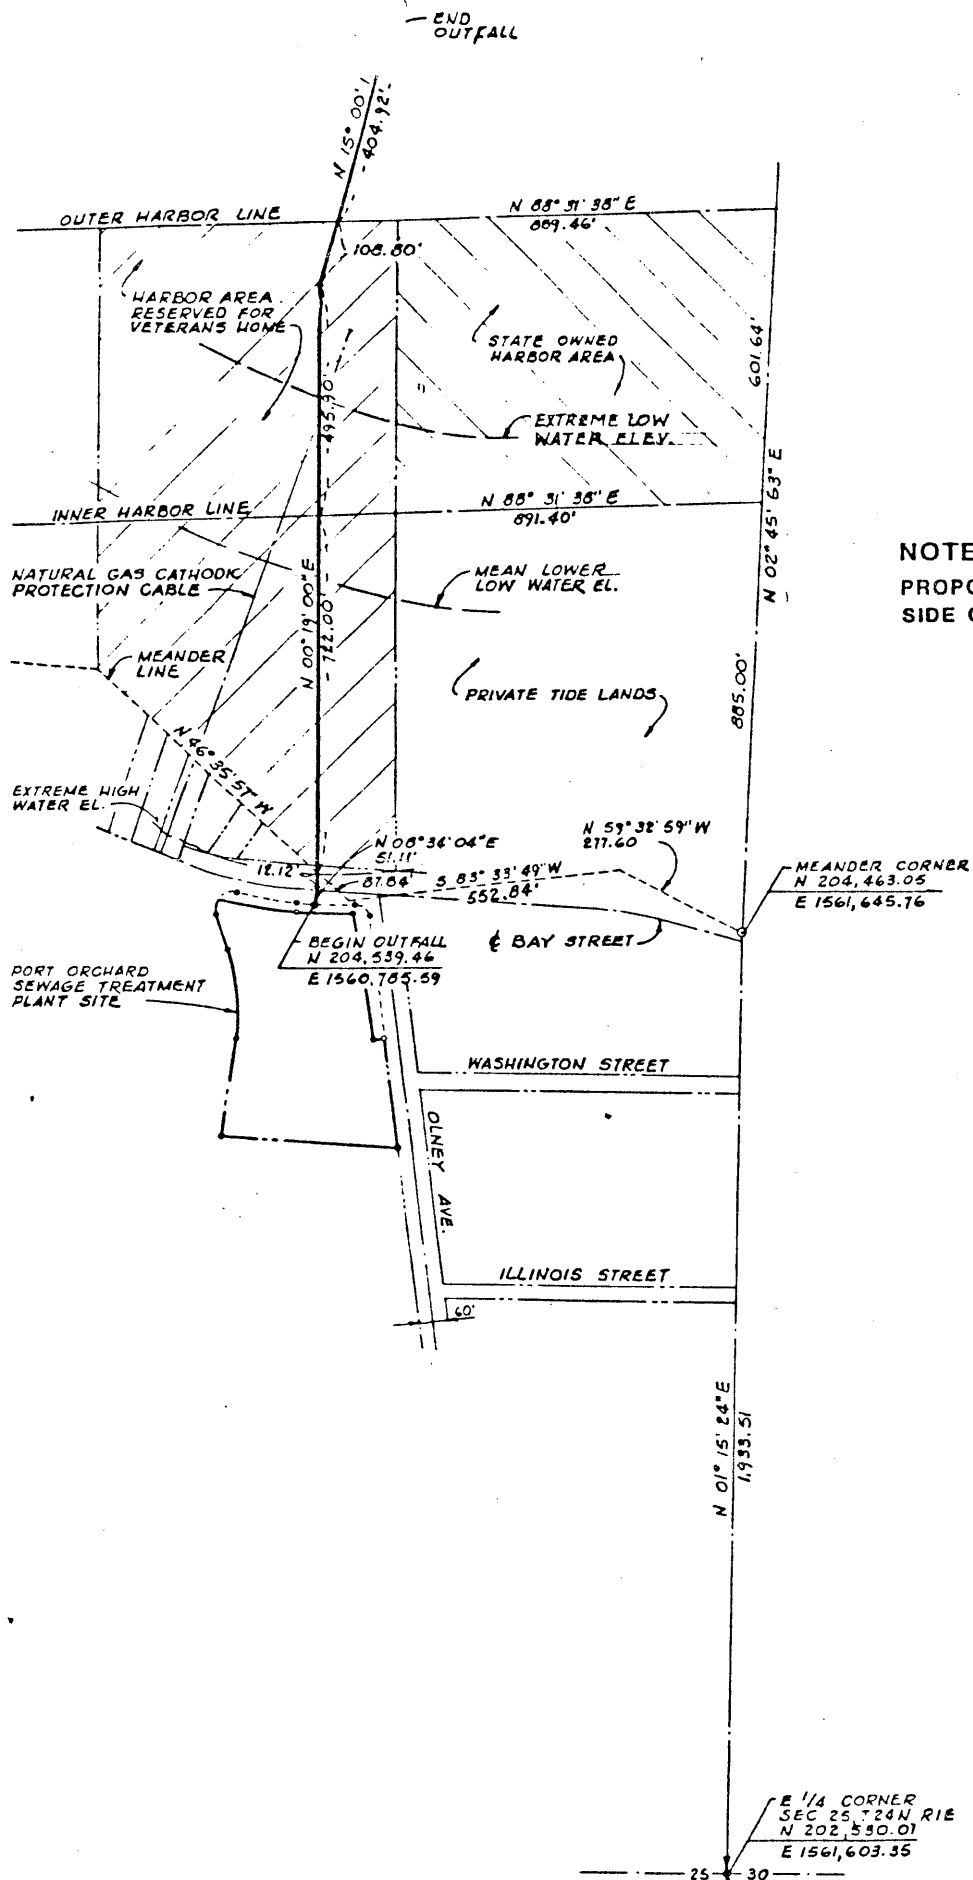 END
OUTFALL
N 15° 00'
404.92'
OUTER HARBOR LINE
N 88° 31' 38" E
889.46'
108.80'
HARBOR AREA
RESERVED FOR
VETERANS HOME
STATE OWNED
HARBOR AREA
601.64'
495.90'
EXTREME LOW
WATER ELEV.
N 02° 45' 53" E
INNER HARBOR LINE
N 88° 31' 38" E
891.40'
NOTE
PROPO
SIDE
NATURAL GAS CATHODIC
PROTECTION CABLE
MEAN LOWER
LOW WATER EL.
N 00° 19' 00" E
722.00'
MEANDER
LINE
PRIVATE TIDE LANDS
885.00'
N 46° 35' 57" W
EXTREME HIGH
WATER EL.
N 08° 34' 04" E
51.11'
N 59° 32' 59" W
277.60
12.12'
87.84'
S 83° 33' 49" W
552.84'
MEANDER CORNER
N 204,463.05
E 1561,645.76
BEGIN OUTFALL
N 204,539.46
E 1560,785.59
℄ BAY STREET
PORT ORCHARD
SEWAGE TREATMENT
PLANT SITE
WASHINGTON STREET
OLNEY AVE.
ILLINOIS STREET
60'
N 01° 15' 24" E
1,933.51
E 1/4 CORNER
SEC 25, T24N R1E
N 202,530.07
E 1561,603.35
25 30